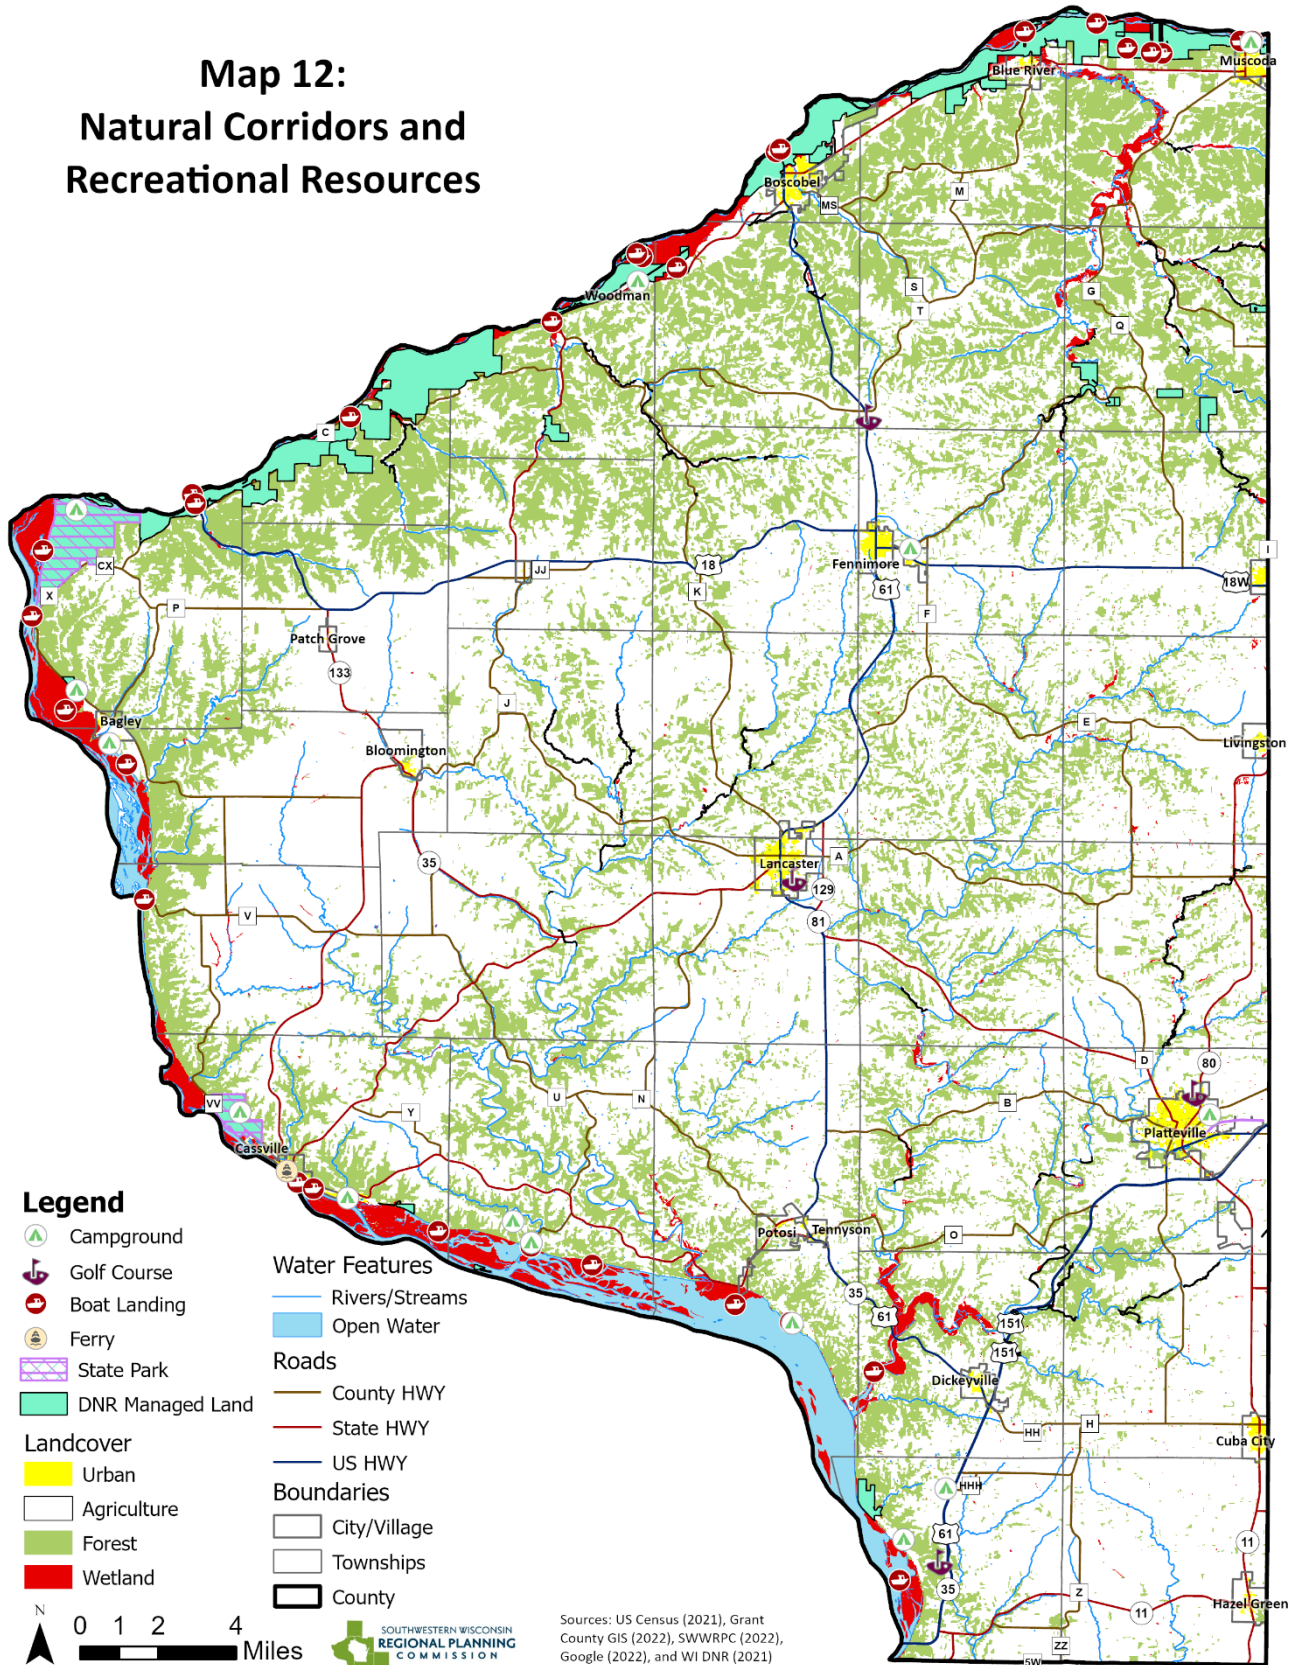 Map 12:
Natural Corridors and
Recreational Resources
Blue River
Muscoda
Boscobel
MS
M
Woodman
S
T
G
Q
C
CX
X
P
JJ
18
K
Fennimore
61
F
18W
I
Patch Grove
133
J
Bagley
Bloomington
E
Livingston
35
Lancaster
A
129
81
V
D
80
VV
Y
U
N
B
Platteville
Cassville
Potosi
Tennyson
O
35
61
151
151
Dickeyville
HH
H
Cuba City
HHH
61
35
11
Z
11
Hazel Green
ZZ
5W
Legend
Campground
Golf Course
Boat Landing
Ferry
State Park
DNR Managed Land
Landcover
Urban
Agriculture
Forest
Wetland
Water Features
Rivers/Streams
Open Water
Roads
County HWY
State HWY
US HWY
Boundaries
City/Village
Townships
County
N
0 1 2 4
Miles
SOUTHWESTERN WISCONSIN
REGIONAL PLANNING
COMMISSION
Sources: US Census (2021), Grant
County GIS (2022), SWWRPC (2022),
Google (2022), and WI DNR (2021)